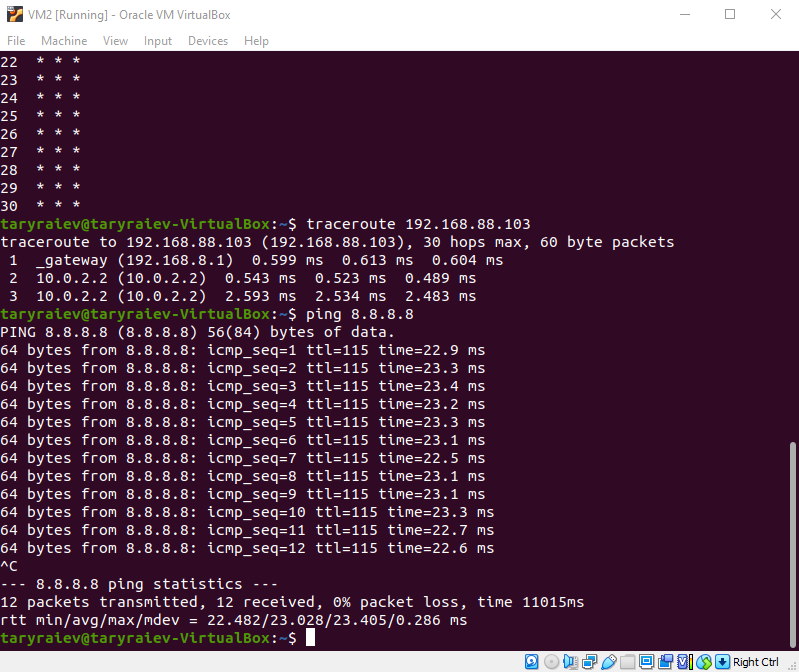 VM2 [Running] - Oracle VM VirtualBox
File Machine View Input Devices Help
22  * * *
23  * * *
24  * * *
25  * * *
26  * * *
27  * * *
28  * * *
29  * * *
30  * * *
taryraiev@taryraiev-VirtualBox:~$ traceroute 192.168.88.103
traceroute to 192.168.88.103 (192.168.88.103), 30 hops max, 60 byte packets
 1  _gateway (192.168.8.1)  0.599 ms  0.613 ms  0.604 ms
 2  10.0.2.2 (10.0.2.2)  0.543 ms  0.523 ms  0.489 ms
 3  10.0.2.2 (10.0.2.2)  2.593 ms  2.534 ms  2.483 ms
taryraiev@taryraiev-VirtualBox:~$ ping 8.8.8.8
PING 8.8.8.8 (8.8.8.8) 56(84) bytes of data.
64 bytes from 8.8.8.8: icmp_seq=1 ttl=115 time=22.9 ms
64 bytes from 8.8.8.8: icmp_seq=2 ttl=115 time=23.3 ms
64 bytes from 8.8.8.8: icmp_seq=3 ttl=115 time=23.4 ms
64 bytes from 8.8.8.8: icmp_seq=4 ttl=115 time=23.2 ms
64 bytes from 8.8.8.8: icmp_seq=5 ttl=115 time=23.3 ms
64 bytes from 8.8.8.8: icmp_seq=6 ttl=115 time=23.1 ms
64 bytes from 8.8.8.8: icmp_seq=7 ttl=115 time=22.5 ms
64 bytes from 8.8.8.8: icmp_seq=8 ttl=115 time=23.1 ms
64 bytes from 8.8.8.8: icmp_seq=9 ttl=115 time=23.1 ms
64 bytes from 8.8.8.8: icmp_seq=10 ttl=115 time=23.3 ms
64 bytes from 8.8.8.8: icmp_seq=11 ttl=115 time=22.7 ms
64 bytes from 8.8.8.8: icmp_seq=12 ttl=115 time=22.6 ms
^C
--- 8.8.8.8 ping statistics ---
12 packets transmitted, 12 received, 0% packet loss, time 11015ms
rtt min/avg/max/mdev = 22.482/23.028/23.405/0.286 ms
taryraiev@taryraiev-VirtualBox:~$
Right Ctrl